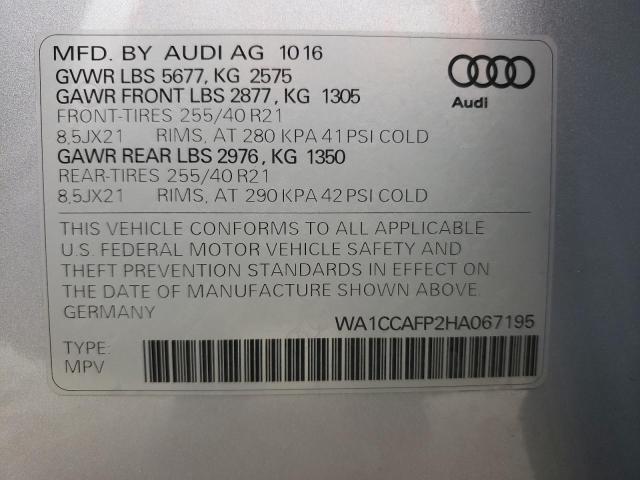 MFD. BY AUDI AG 10 16
GVWR LBS 5677, KG 2575
GAWR FRONT LBS 2877, KG 1305
FRONT-TIRES 255/40 R21
8,5JX21 RIMS, AT 280 KPA 41 PSI COLD
GAWR REAR LBS 2976, KG 1350
REAR-TIRES 255/40 R21
8,5JX21 RIMS, AT 290 KPA 42 PSI COLD
Audi
THIS VEHICLE CONFORMS TO ALL APPLICABLE
U.S. FEDERAL MOTOR VEHICLE SAFETY AND
THEFT PREVENTION STANDARDS IN EFFECT ON
THE DATE OF MANUFACTURE SHOWN ABOVE.
GERMANY
WA1CCAFP2HA067195
TYPE:
MPV